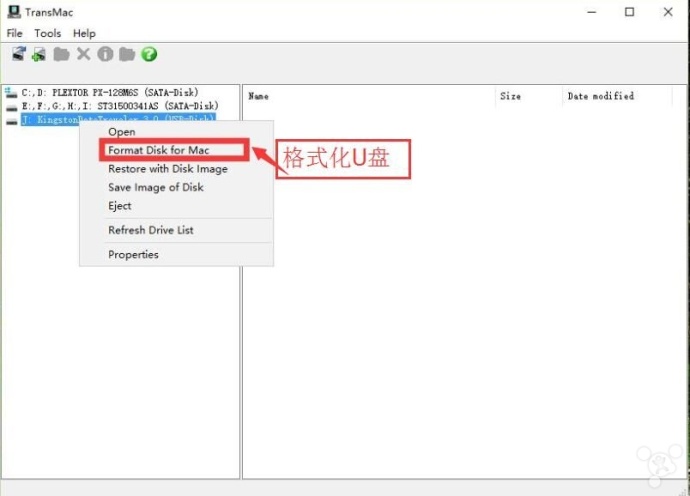 TransMac
File Tools Help
C:,D: PLEXTOR PX-128M6S (SATA-Disk)
E:,F:,G:,H:,I: ST31500341AS (SATA-Disk)
J: KingstonDataTraveler 3.0 (USB-Disk)
Name Size Date modified
Open
Format Disk for Mac
Restore with Disk Image
Save Image of Disk
Eject
Refresh Drive List
Properties
格式化U盘